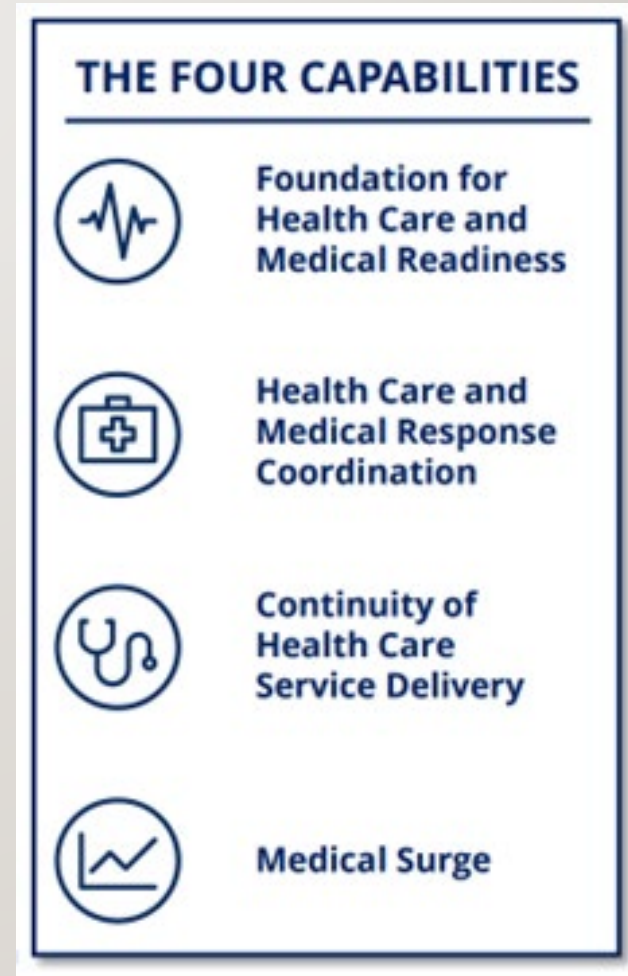 THE FOUR CAPABILITIES
Foundation for
Health Care and
Medical Readiness
Health Care and
Medical Response
Coordination
Continuity of
Health Care
Service Delivery
Medical Surge